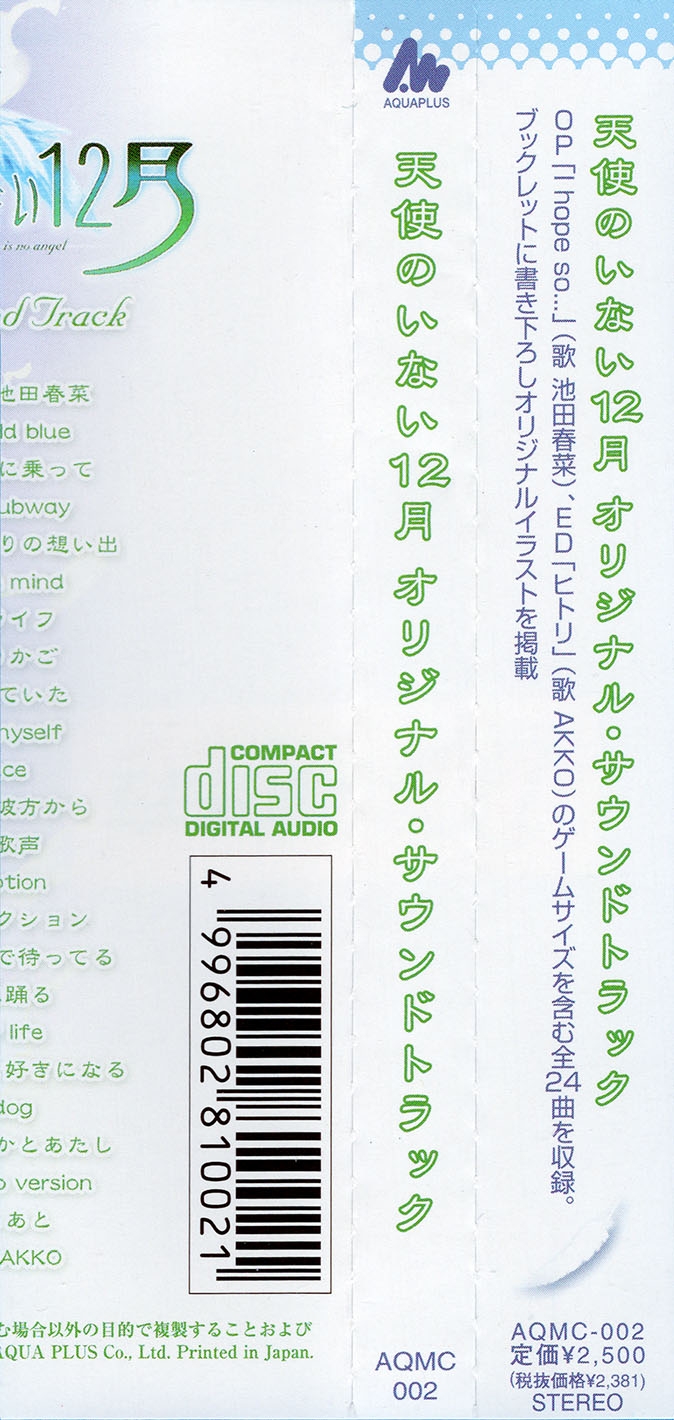 天使のいない12月 オリジナル・サウンドトラック
OP「I hope so...」(歌 池田春菜)、ED「ヒトリ」(歌 AKKO)のゲームサイズを含む全24曲を収録。
ブックレットに書き下ろしオリジナルイラストを掲載
AQMC-002
定価¥2,500
(税抜価格¥2,381)
STEREO
AQUAPLUS
天使のいない12月 オリジナル・サウンドトラック
AQMC
002
い12月
is no angel
d Track
池田春菜
ld blue
に乗って
ubway
りの想い出
mind
ライフ
りかご
ていた
myself
ce
彼方から
歌声
otion
クション
で待ってる
踊る
life
好きになる
dog
かとあたし
o version
あと
AKKO
COMPACT
disc
DIGITAL AUDIO
4 996802 810021
む場合以外の目的で複製することおよび
AQUA PLUS Co., Ltd. Printed in Japan.